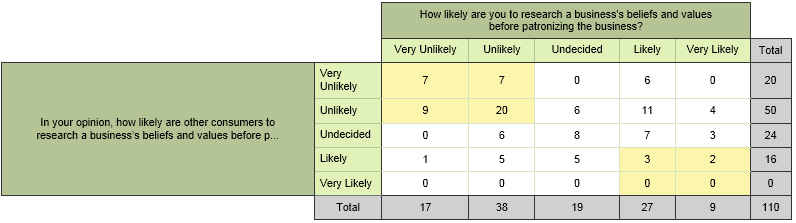 How likely are you to research a business's beliefs and values
before patronizing the business?
Very Unlikely Unlikely Undecided Likely Very Likely Total
In your opinion, how likely are other consumers to
research a business's beliefs and values before p...
Very
Unlikely 7 7 0 6 0 20
Unlikely 9 20 6 11 4 50
Undecided 0 6 8 7 3 24
Likely 1 5 5 3 2 16
Very Likely 0 0 0 0 0 0
Total 17 38 19 27 9 110